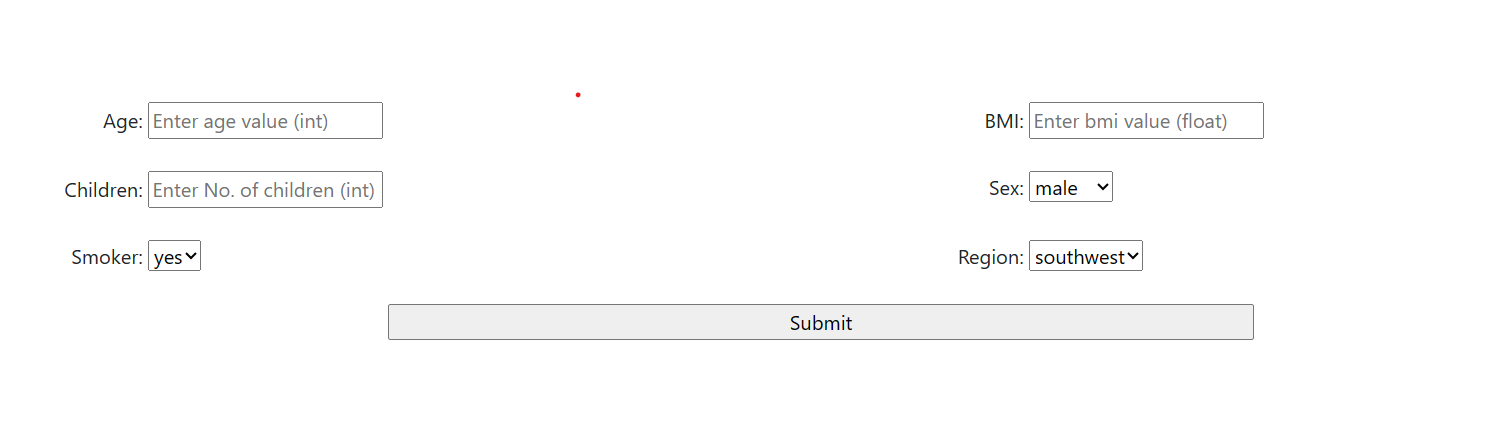 Age: Enter age value (int) BMI: Enter bmi value (float)
Children: Enter No. of children (int) Sex: male
Smoker: yes Region: southwest
Submit